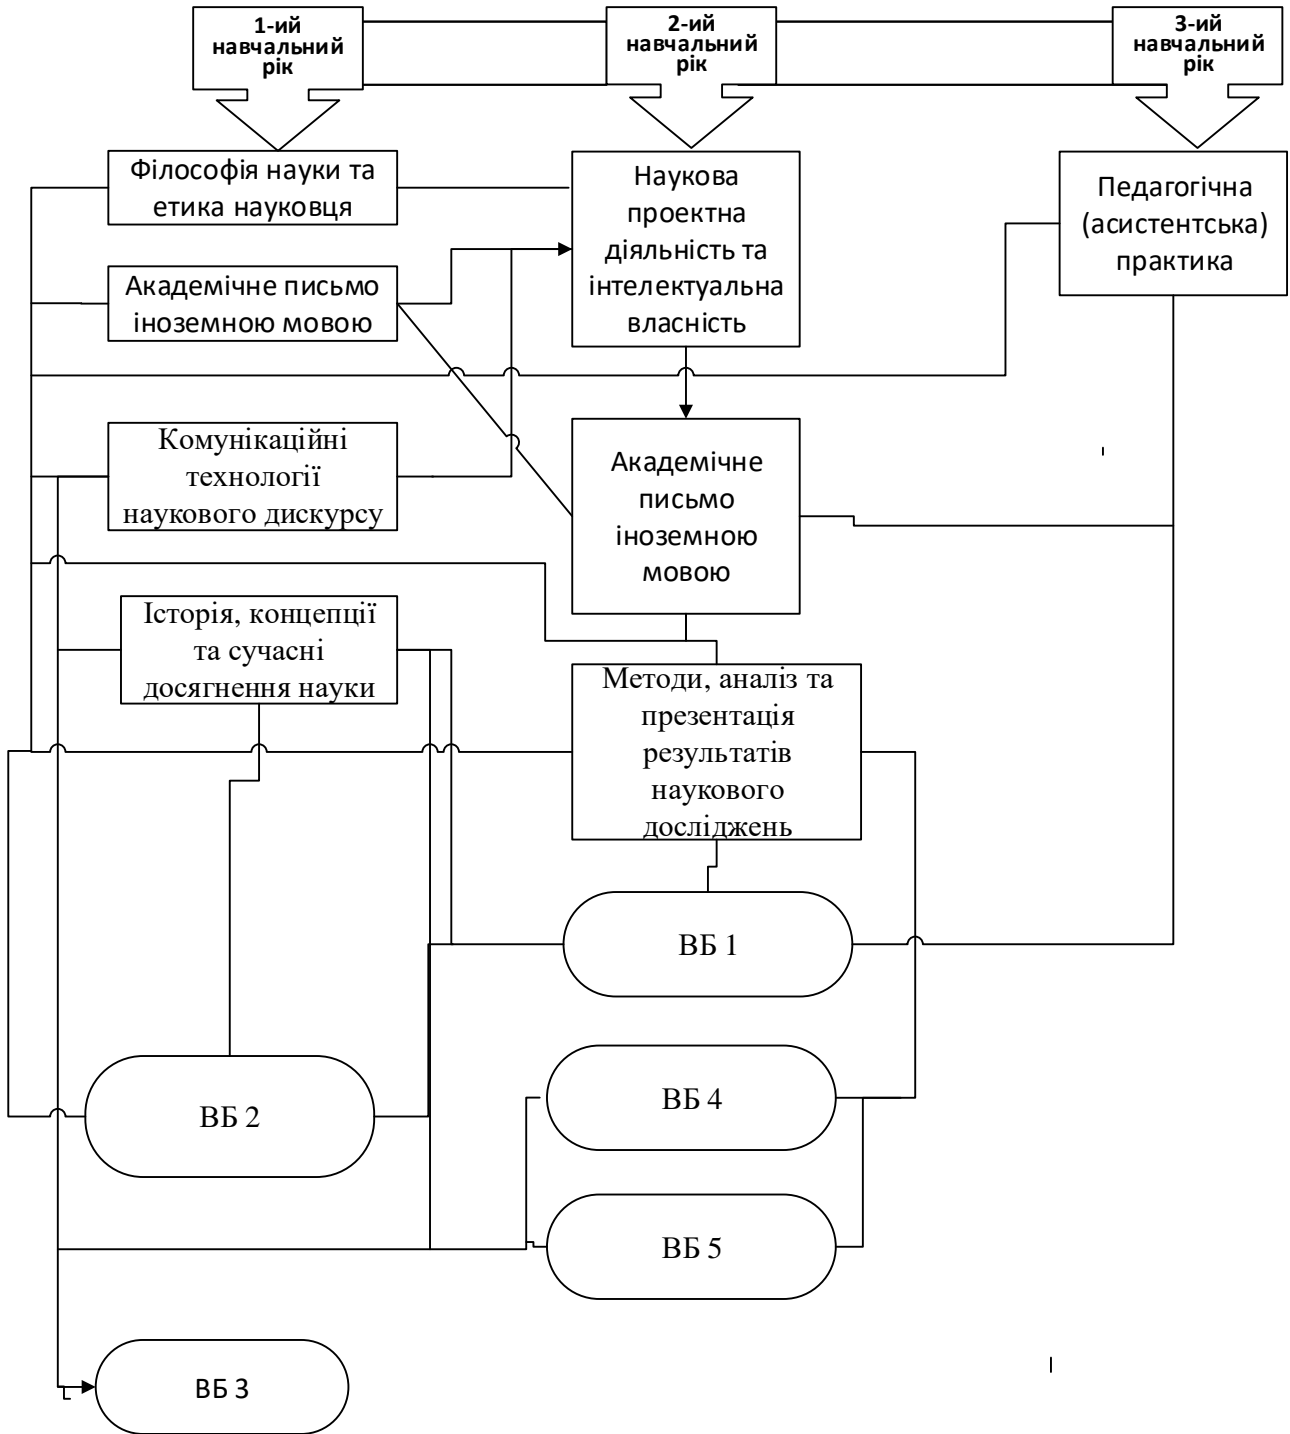 1-ий
навчальний
рік
2-ий
навчальний
рік
3-ий
навчальний
рік
Філософія науки та
етика науковця
Наукова
проектна
діяльність та
інтелектуальна
власність
Педагогічна
(асистентська)
практика
Академічне письмо
іноземною мовою
Комунікаційні
технології
наукового дискурсу
Академічне
письмо
іноземною
мовою
Історія, концепції
та сучасні
досягнення науки
Методи, аналіз та
презентація
результатів
наукового
досліджень
ВБ 1
ВБ 2
ВБ 4
ВБ 5
ВБ 3